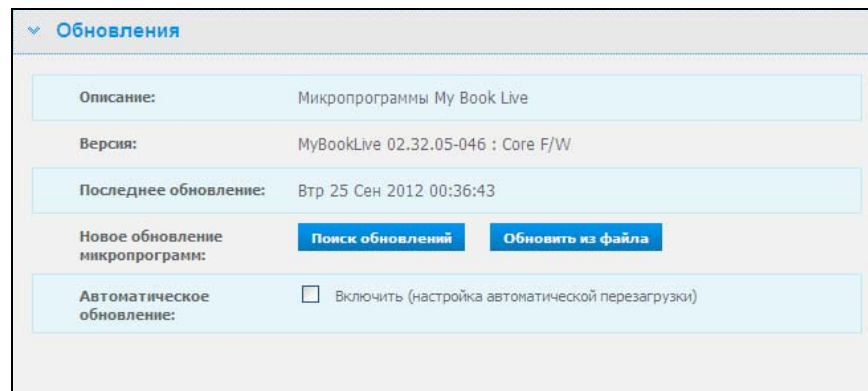 Обновления
Описание: Микропрограммы My Book Live
Версия: MyBookLive 02.32.05-046 : Core F/W
Последнее обновление: Втр 25 Сен 2012 00:36:43
Новое обновление
микропрограмм:
Поиск обновлений Обновить из файла
Автоматическое
обновление:
Включить (настройка автоматической перезагрузки)